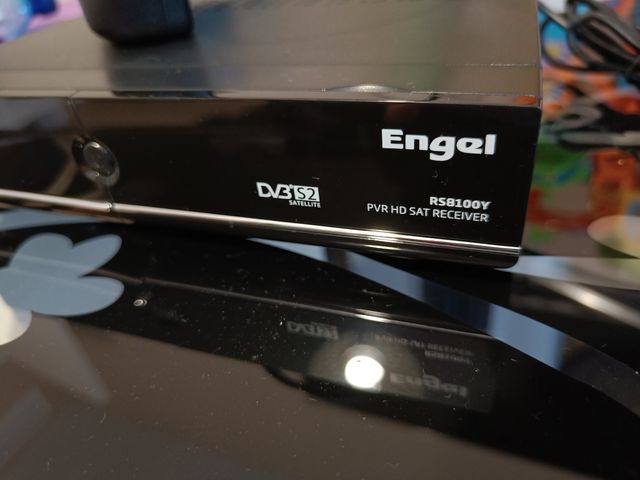 Engel
DVB S2
SATELLITE
RS8100Y
PVR HD SAT RECEIVER